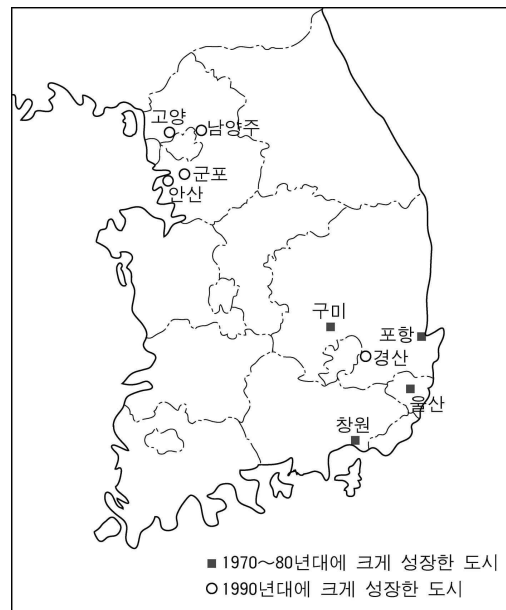 고양
남양주
군포
안산
구미
포항
경산
울산
창원
■ 1970~80년대에 크게 성장한 도시
○ 1990년대에 크게 성장한 도시